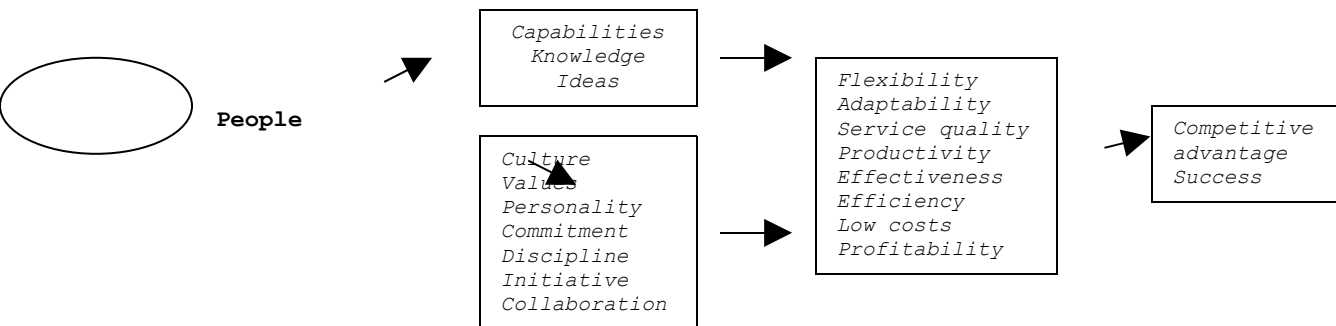 People
Capabilities
Knowledge
Ideas
Culture
Values
Personality
Commitment
Discipline
Initiative
Collaboration
Flexibility
Adaptability
Service quality
Productivity
Effectiveness
Efficiency
Low costs
Profitability
Competitive
advantage
Success